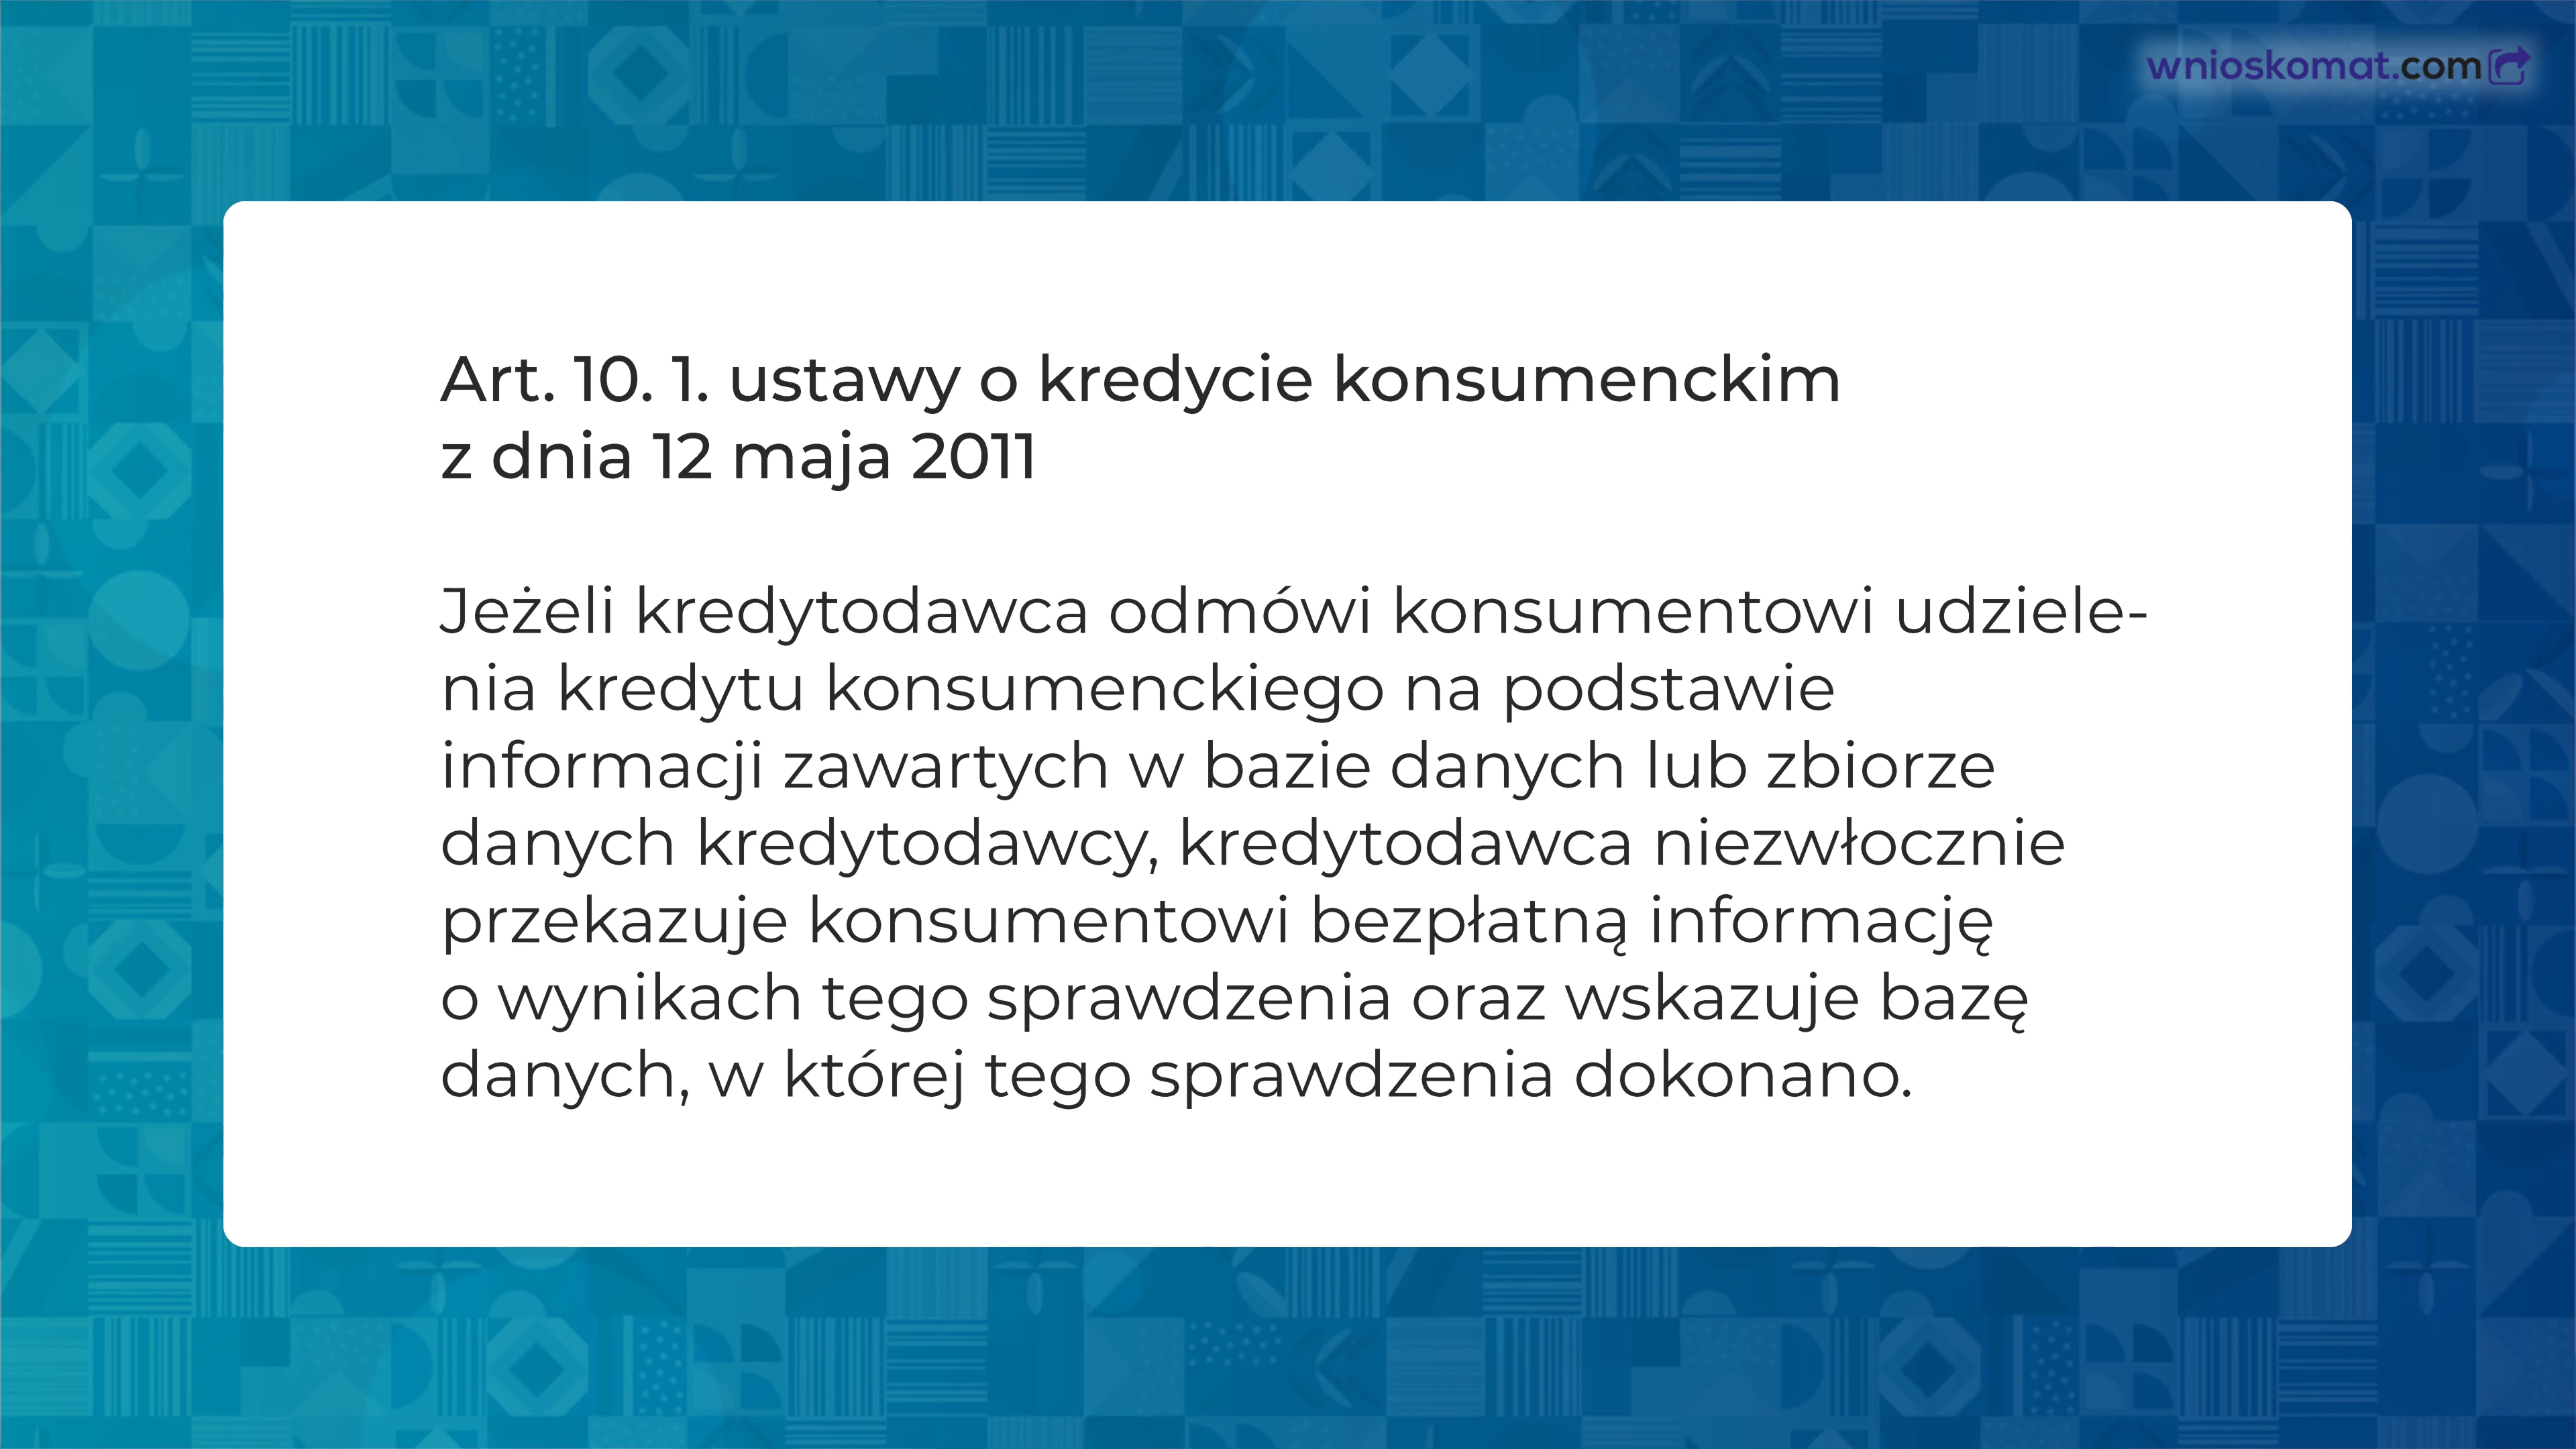 wnioskomat.com
Art. 10. 1. ustawy o kredycie konsumenckim
z dnia 12 maja 2011
Jeżeli kredytodawca odmówi konsumentowi udziele-
nia kredytu konsumenckiego na podstawie
informacji zawartych w bazie danych lub zbiorze
danych kredytodawcy, kredytodawca niezwłocznie
przekazuje konsumentowi bezpłatną informację
o wynikach tego sprawdzenia oraz wskazuje bazę
danych, w której tego sprawdzenia dokonano.